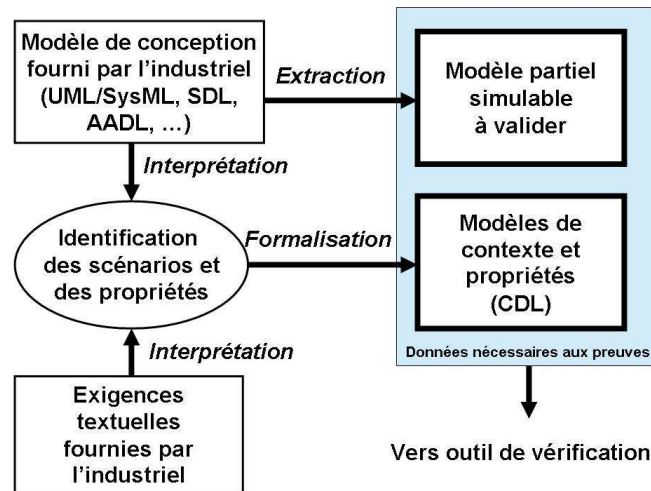 Modèle de conception
fourni par l'industriel
(UML/SysML, SDL,
AADL, …)
Extraction
Modèle partiel
simulable
à valider
Interprétation
Identification
des scénarios et
des propriétés
Formalisation
Modèles de
contexte et
propriétés
(CDL)
Interprétation
Données nécessaires aux preuves
Exigences
textuelles
fournies par
l'industriel
Vers outil de vérification